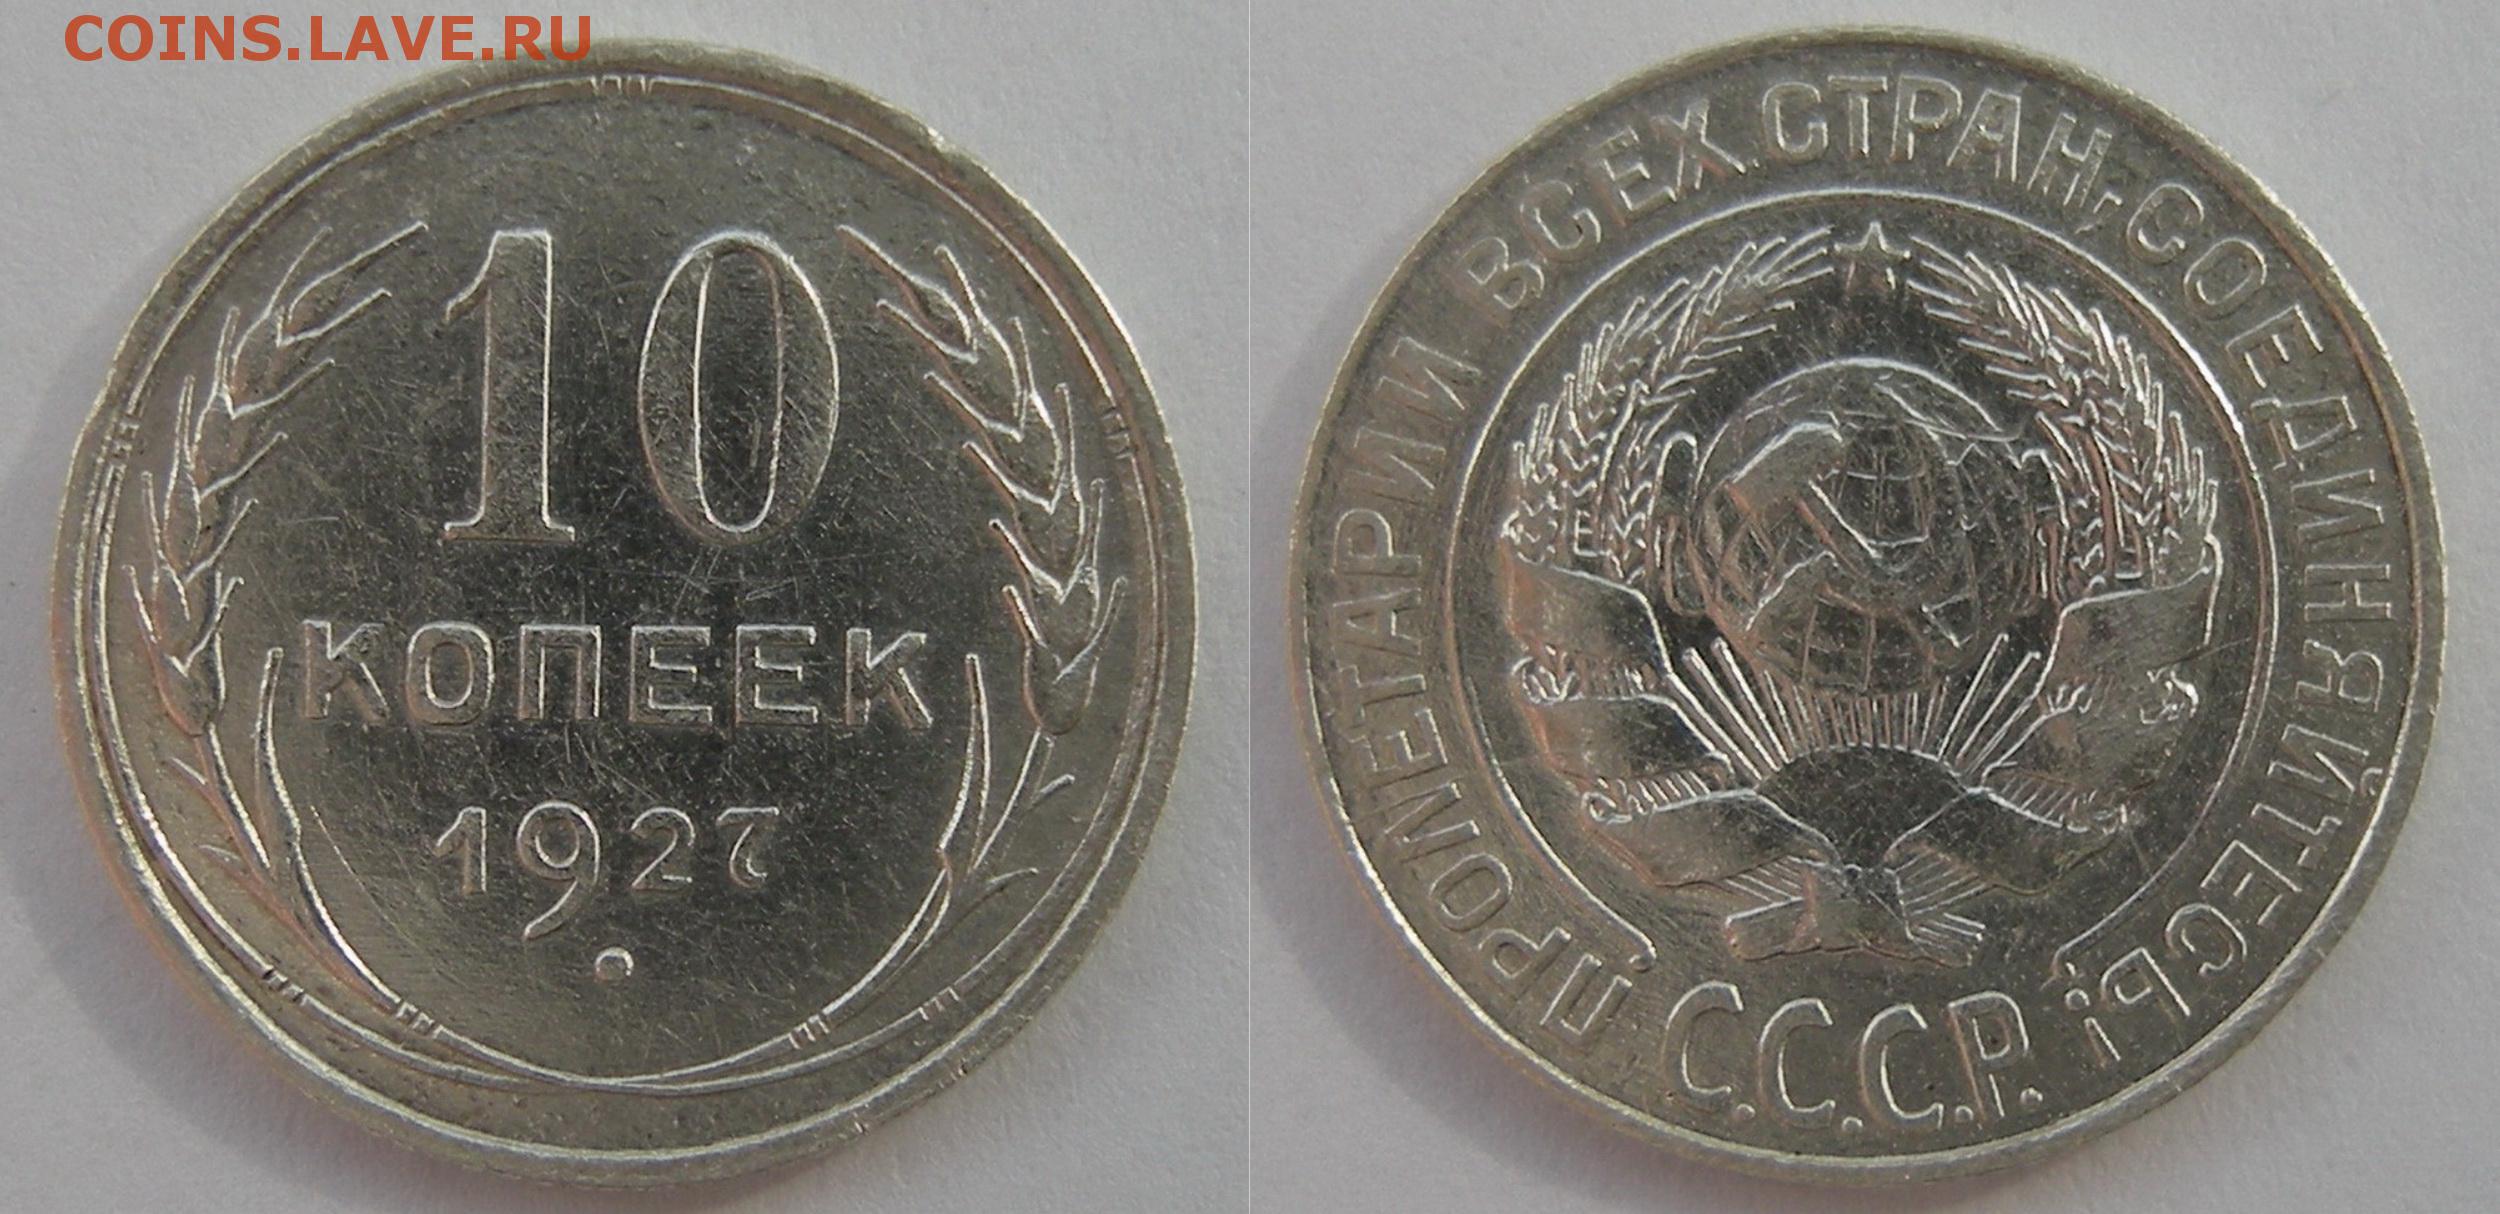 COINS.LAVE.RU
10
КОПЕЕК
1927
ПРОЛЕТАРИИ ВСЕХ СТРАН, СОЕДИНЯЙТЕСЬ!
С.С.С.Р.